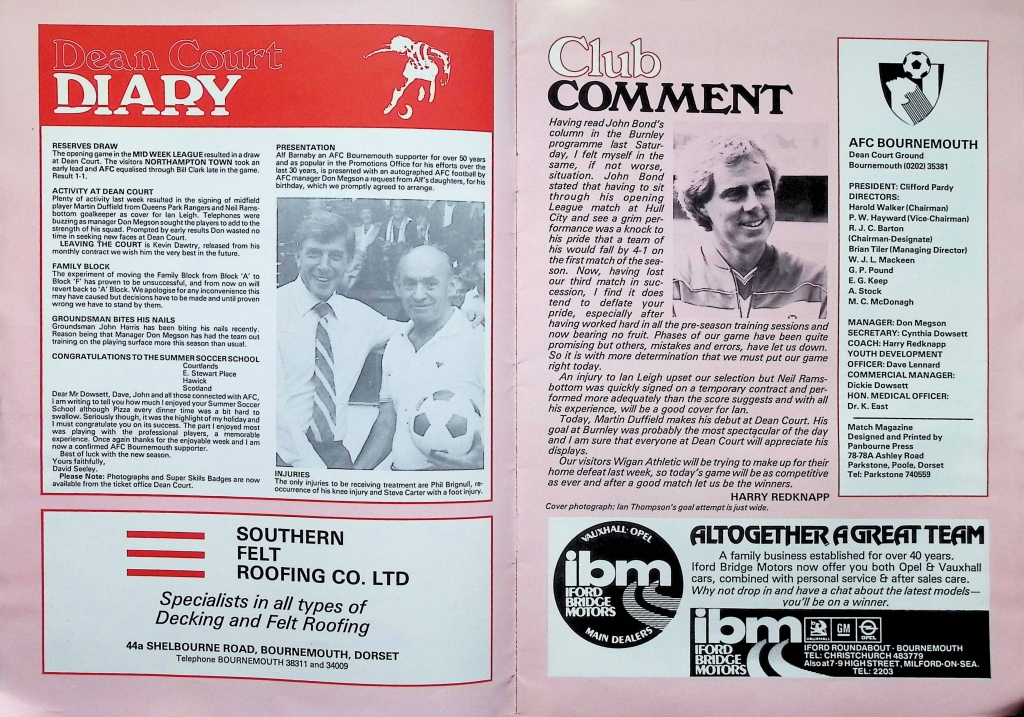 Dean Court
DIARY
RESERVES DRAW
The opening game in the MID WEEK LEAGUE resulted in a draw
at Dean Court. The visitors NORTHAMPTON TOWN took an
early lead and AFC equalised through Bill Clark late in the game.
Result 1-1.
ACTIVITY AT DEAN COURT
Plenty of activity last week resulted in the signing of midfield
player Martin Duffield from Queens Park Rangers and Neil Rams-
bottom goalkeeper as cover for Ian Leigh. Telephones were
buzzing as manager Don Megson sought the players to add to the
strength of his squad. Prompted by early results Don wasted no
time in seeking new faces at Dean Court.
LEAVING THE COURT is Kevin Dawtry, released from his
monthly contract we wish him the very best in the future.
FAMILY BLOCK
The experiment of moving the Family Block from Block 'A' to
Block 'F' has proven to be unsuccessful, and from now on will
revert back to 'A' Block. We apologise for any inconvenience this
may have caused but decisions have to be made and until proven
wrong we have to stand by them.
GROUNDSMAN BITES HIS NAILS
Groundsman John Harris has been biting his nails recently.
Reason being that Manager Don Megson has had the team out
training on the playing surface more this season than usual.
CONGRATULATIONS TO THE SUMMER SOCCER SCHOOL
Courtlands
E. Stewart Place
Hawick
Scotland
Dear Mr Dowsett, Dave, John and all those connected with AFC,
I am writing to tell you how much I enjoyed your Summer Soccer
School although Pizza every dinner time was a bit hard to
swallow. Seriously though, it was the highlight of my holiday and
I must congratulate you on its success. The part I enjoyed most
was playing with the professional players, a memorable
experience. Once again thanks for the enjoyable week and I am
now a confirmed AFC Bournemouth supporter.
Best of luck with the new season.
Yours faithfully,
David Seeley.
Please Note: Photographs and Super Skills Badges are now
available from the ticket office Dean Court.
PRESENTATION
Alf Barnaby an AFC Bournemouth supporter for over 50 years
and as popular in the Promotions Office for his efforts over the
last 30 years, is presented with an autographed AFC football by
AFC manager Don Megson a request from Alf's daughters, for his
birthday, which we promptly agreed to arrange.
INJURIES
The only injuries to be receiving treatment are Phil Brignull, re-
occurence of his knee injury and Steve Carter with a foot injury.
SOUTHERN
FELT
ROOFING CO. LTD
Specialists in all types of
Decking and Felt Roofing
44a SHELBOURNE ROAD, BOURNEMOUTH, DORSET
Telephone BOURNEMOUTH 38311 and 34009
Club
COMMENT
Having read John Bond's
column in the Burnley
programme last Satur-
day, I felt myself in the
same, if not worse,
situation. John Bond
stated that having to sit
through his opening
League match at Hull
City and see a grim per-
formance was a knock to
his pride that a team of
his would fall by 4-1 on
the first match of the sea-
son. Now, having lost
our third match in suc-
cession, I find it does
tend to deflate your
pride, especially after
having worked hard in all the pre-season training sessions and
now bearing no fruit. Phases of our game have been quite
promising but others, mistakes and errors, have let us down.
So it is with more determination that we must put our game
right today.
An injury to Ian Leigh upset our selection but Neil Rams-
bottom was quickly signed on a temporary contract and per-
formed more adequately than the score suggests and with all
his experience, will be a good cover for Ian.
Today, Martin Duffield makes his debut at Dean Court. His
goal at Burnley was probably the most spectacular of the day
and I am sure that everyone at Dean Court will appreciate his
displays.
Our visitors Wigan Athletic will be trying to make up for their
home defeat last week, so today's game will be as competitive
as ever and after a good match let us be the winners.
HARRY REDKNAPP
Cover photograph: Ian Thompson's goal attempt is just wide.
AFC BOURNEMOUTH
Dean Court Ground
Bournemouth (0202) 35381
PRESIDENT: Clifford Pardy
DIRECTORS:
Harold Walker (Chairman)
P. W. Hayward (Vice-Chairman)
R. J. C. Barton
(Chairman-Designate)
Brian Tiler (Managing Director)
W. J. L. Mackeen
G. P. Pound
E. G. Keep
A. Stock
M. C. McDonagh
MANAGER: Don Megson
SECRETARY: Cynthia Dowsett
COACH: Harry Redknapp
YOUTH DEVELOPMENT
OFFICER: Dave Lennard
COMMERCIAL MANAGER:
Dickie Dowsett
HON. MEDICAL OFFICER:
Dr. K. East
Match Magazine
Designed and Printed by
Panbourne Press
78-78A Ashley Road
Parkstone, Poole, Dorset
Tel: Parkstone 740559
VAUXHALL-OPEL
ibm
IFORD
BRIDGE
MOTORS
MAIN DEALERS
ALTOGETHER A GREAT TEAM
A family business established for over 40 years.
Iford Bridge Motors now offer you both Opel & Vauxhall
cars, combined with personal service & after sales care.
Why not drop in and have a chat about the latest models—
you'll be on a winner.
ibm
IFORD
BRIDGE
MOTORS
VAUXHALL
GM
OPEL
IFORD ROUNDABOUT - BOURNEMOUTH
TEL: CHRISTCHURCH 483779
Also at 7-9 HIGH STREET, MILFORD-ON-SEA.
TEL: 2203